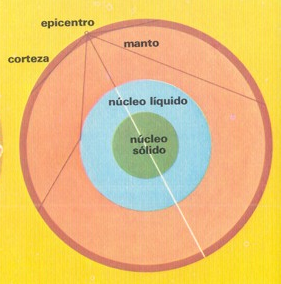 epicentro
manto
corteza
núcleo líquido
núcleo
sólido